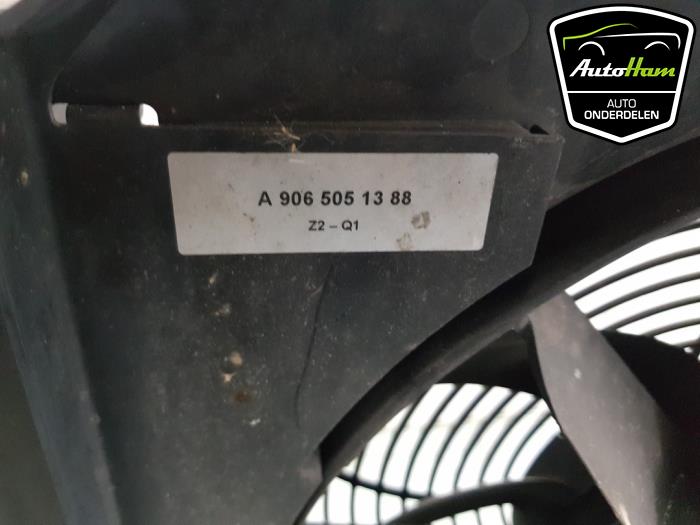 AutoHam
AUTO
ONDERDELEN
A 906 505 13 88
Z2 – Q1